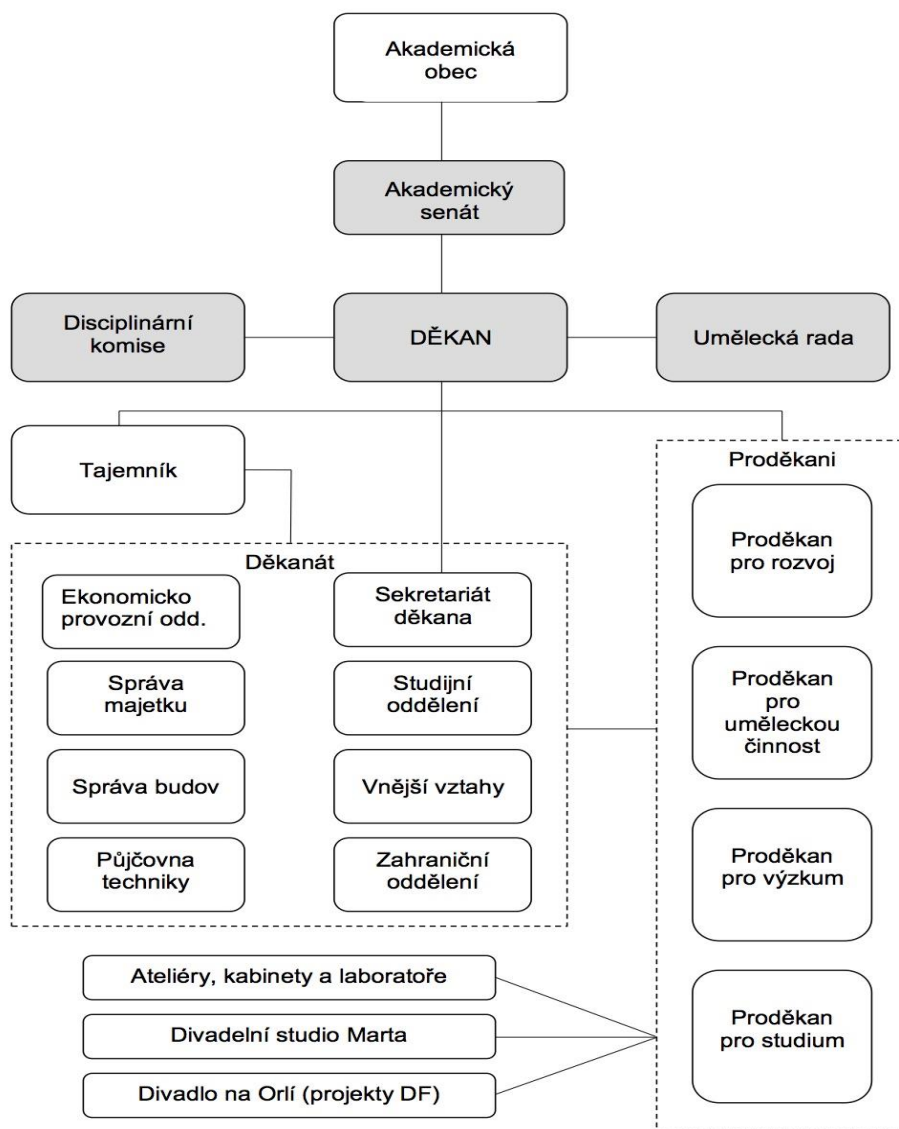 Akademická
obec
Akademický
senát
Disciplinární
komise
DĚKAN
Umělecká rada
Tajemník
Proděkani
Proděkan
pro rozvoj
Proděkan
pro
uměleckou
činnost
Proděkan
pro výzkum
Proděkan
pro studium
Děkanát
Ekonomicko
provozní odd.
Sekretariát
děkana
Správa
majetku
Studijní
oddělení
Správa budov
Vnější vztahy
Půjčovna
techniky
Zahraniční
oddělení
Ateliéry, kabinety a laboratoře
Divadelní studio Marta
Divadlo na Orlí (projekty DF)